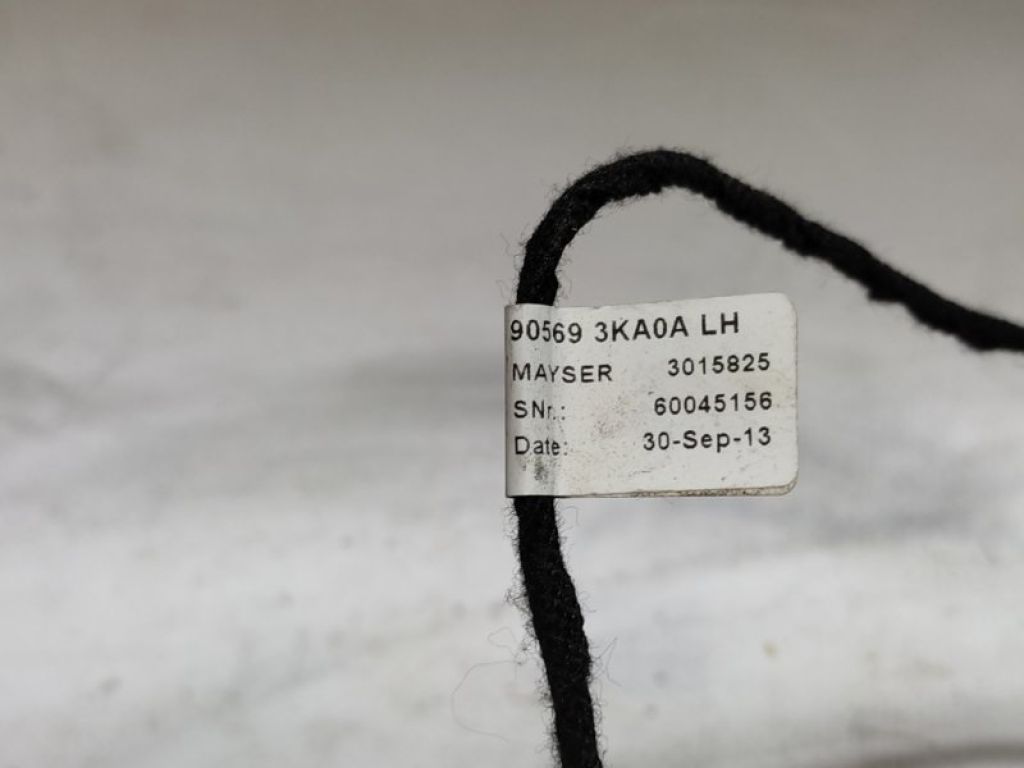 90569 3KA0A LH
MAYSER 3015825
SNr.: 60045156
Date: 30-Sep-13